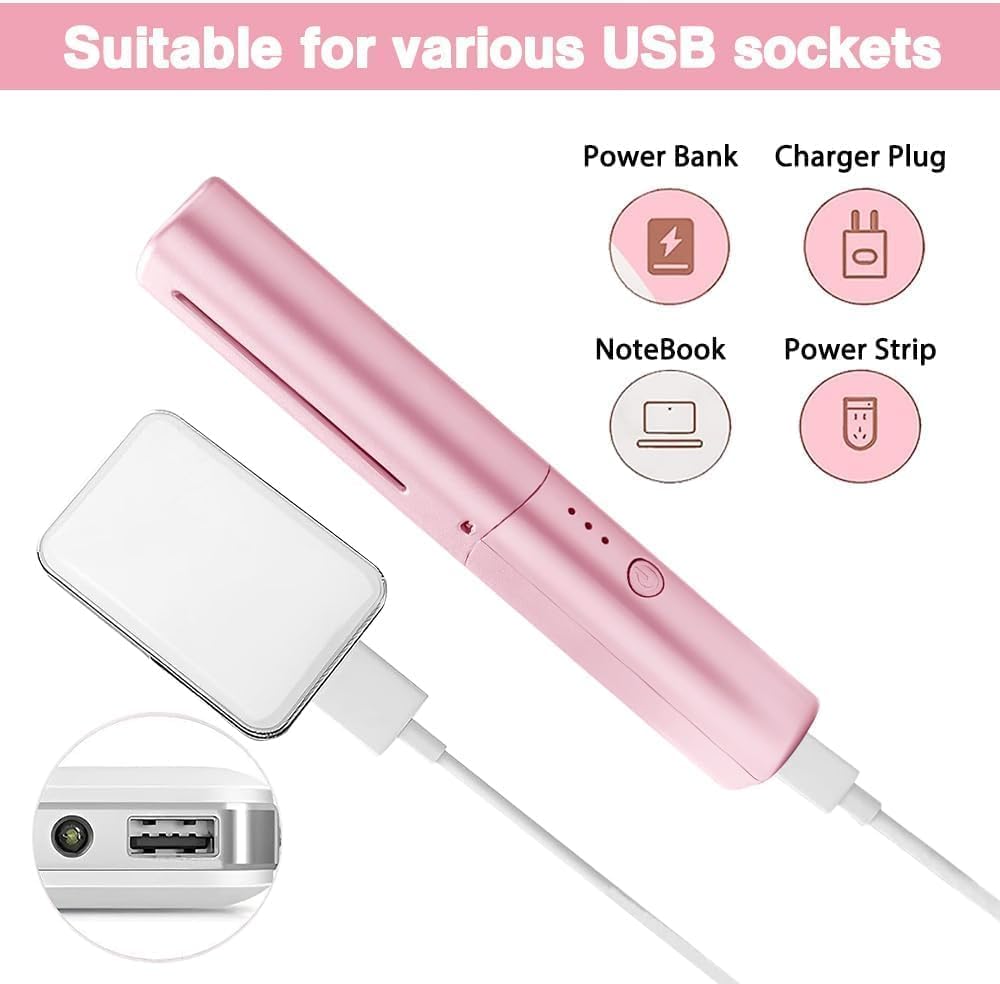 Suitable for various USB sockets
Power Bank
Charger Plug
NoteBook
Power Strip